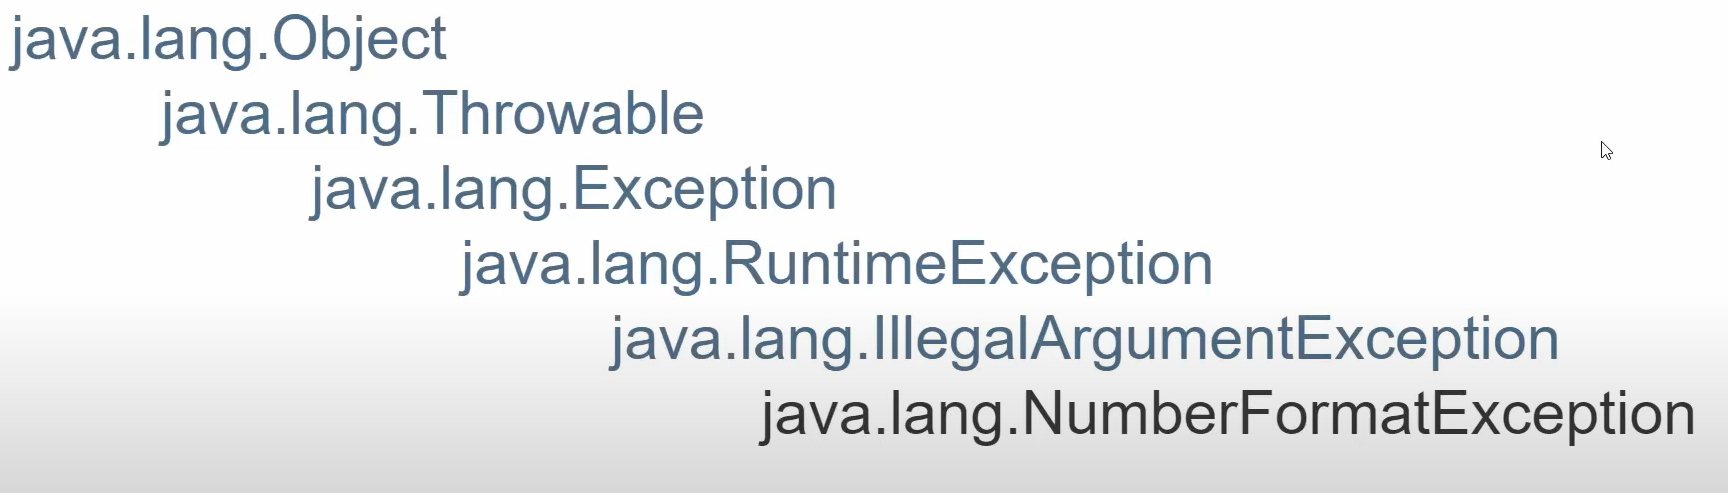 java.lang.Object
java.lang.Throwable
java.lang.Exception
java.lang.RuntimeException
java.lang.IllegalArgumentException
java.lang.NumberFormatException